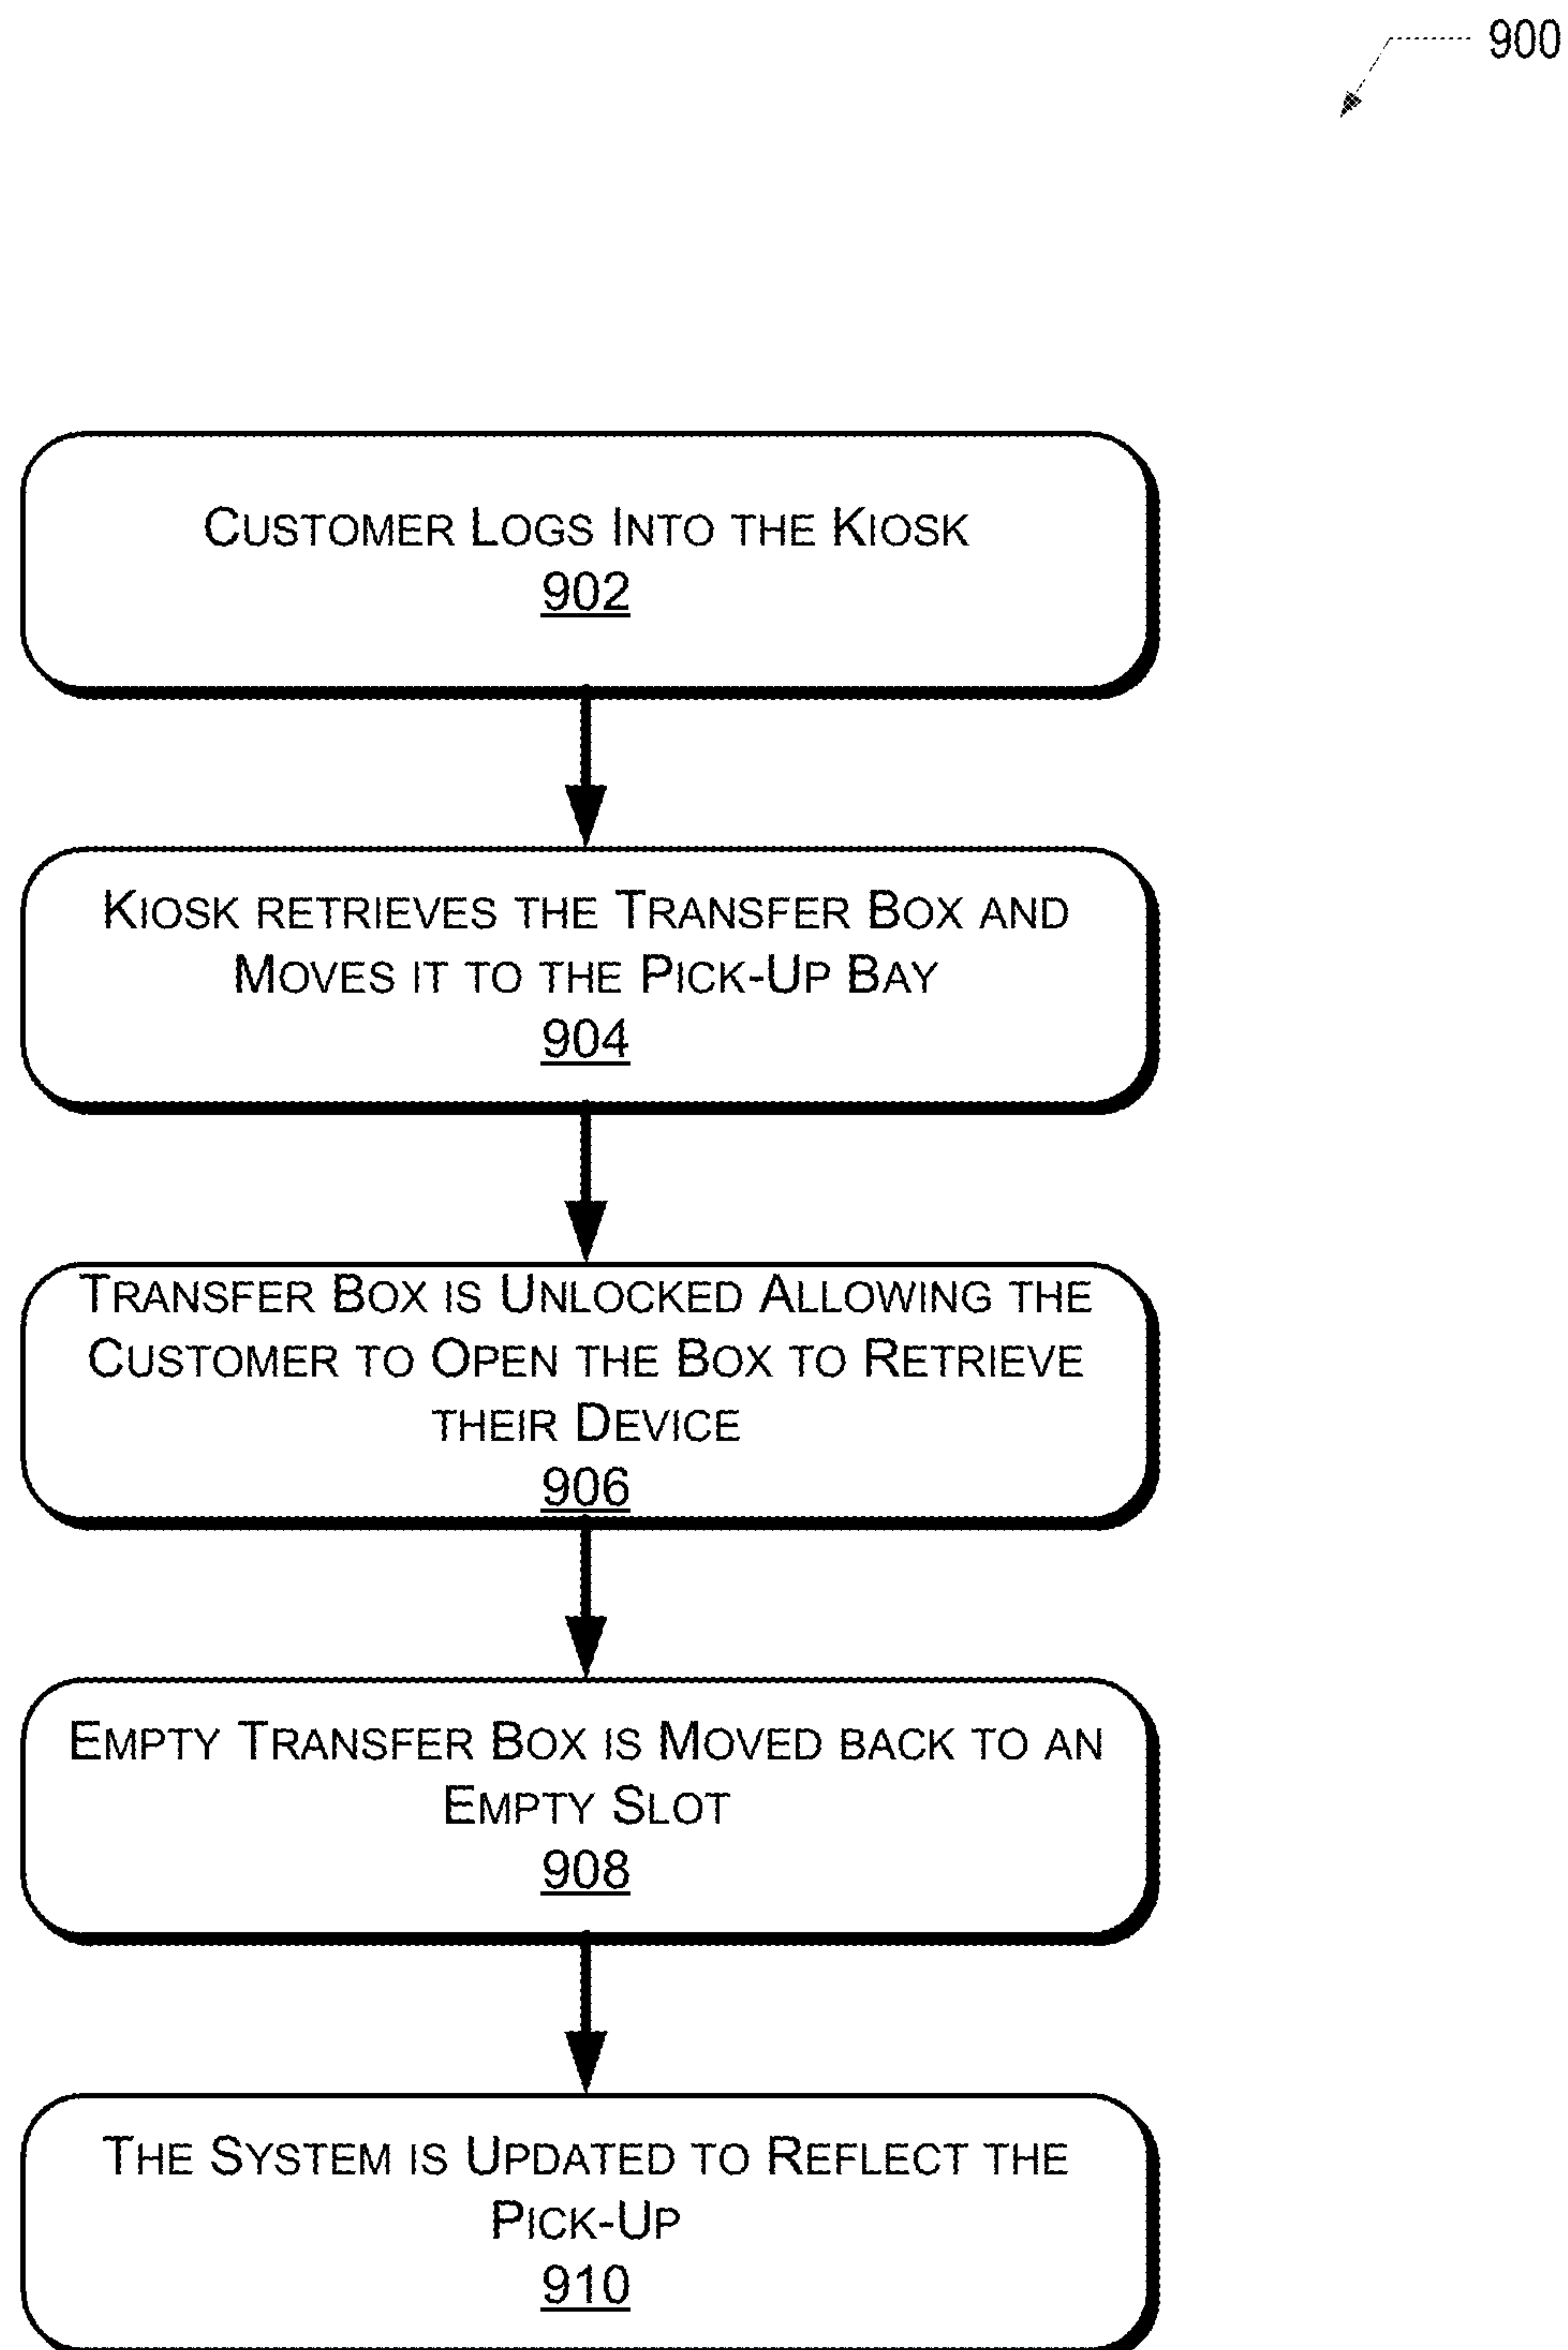 900
CUSTOMER LOGS INTO THE KIOSK
902
KIOSK RETRIEVES THE TRANSFER BOX AND
MOVES IT TO THE PICK-UP BAY
904
TRANSFER BOX IS UNLOCKED ALLOWING THE
CUSTOMER TO OPEN THE BOX TO RETRIEVE
THEIR DEVICE
906
EMPTY TRANSFER BOX IS MOVED BACK TO AN
EMPTY SLOT
908
THE SYSTEM IS UPDATED TO REFLECT THE
PICK-UP
910